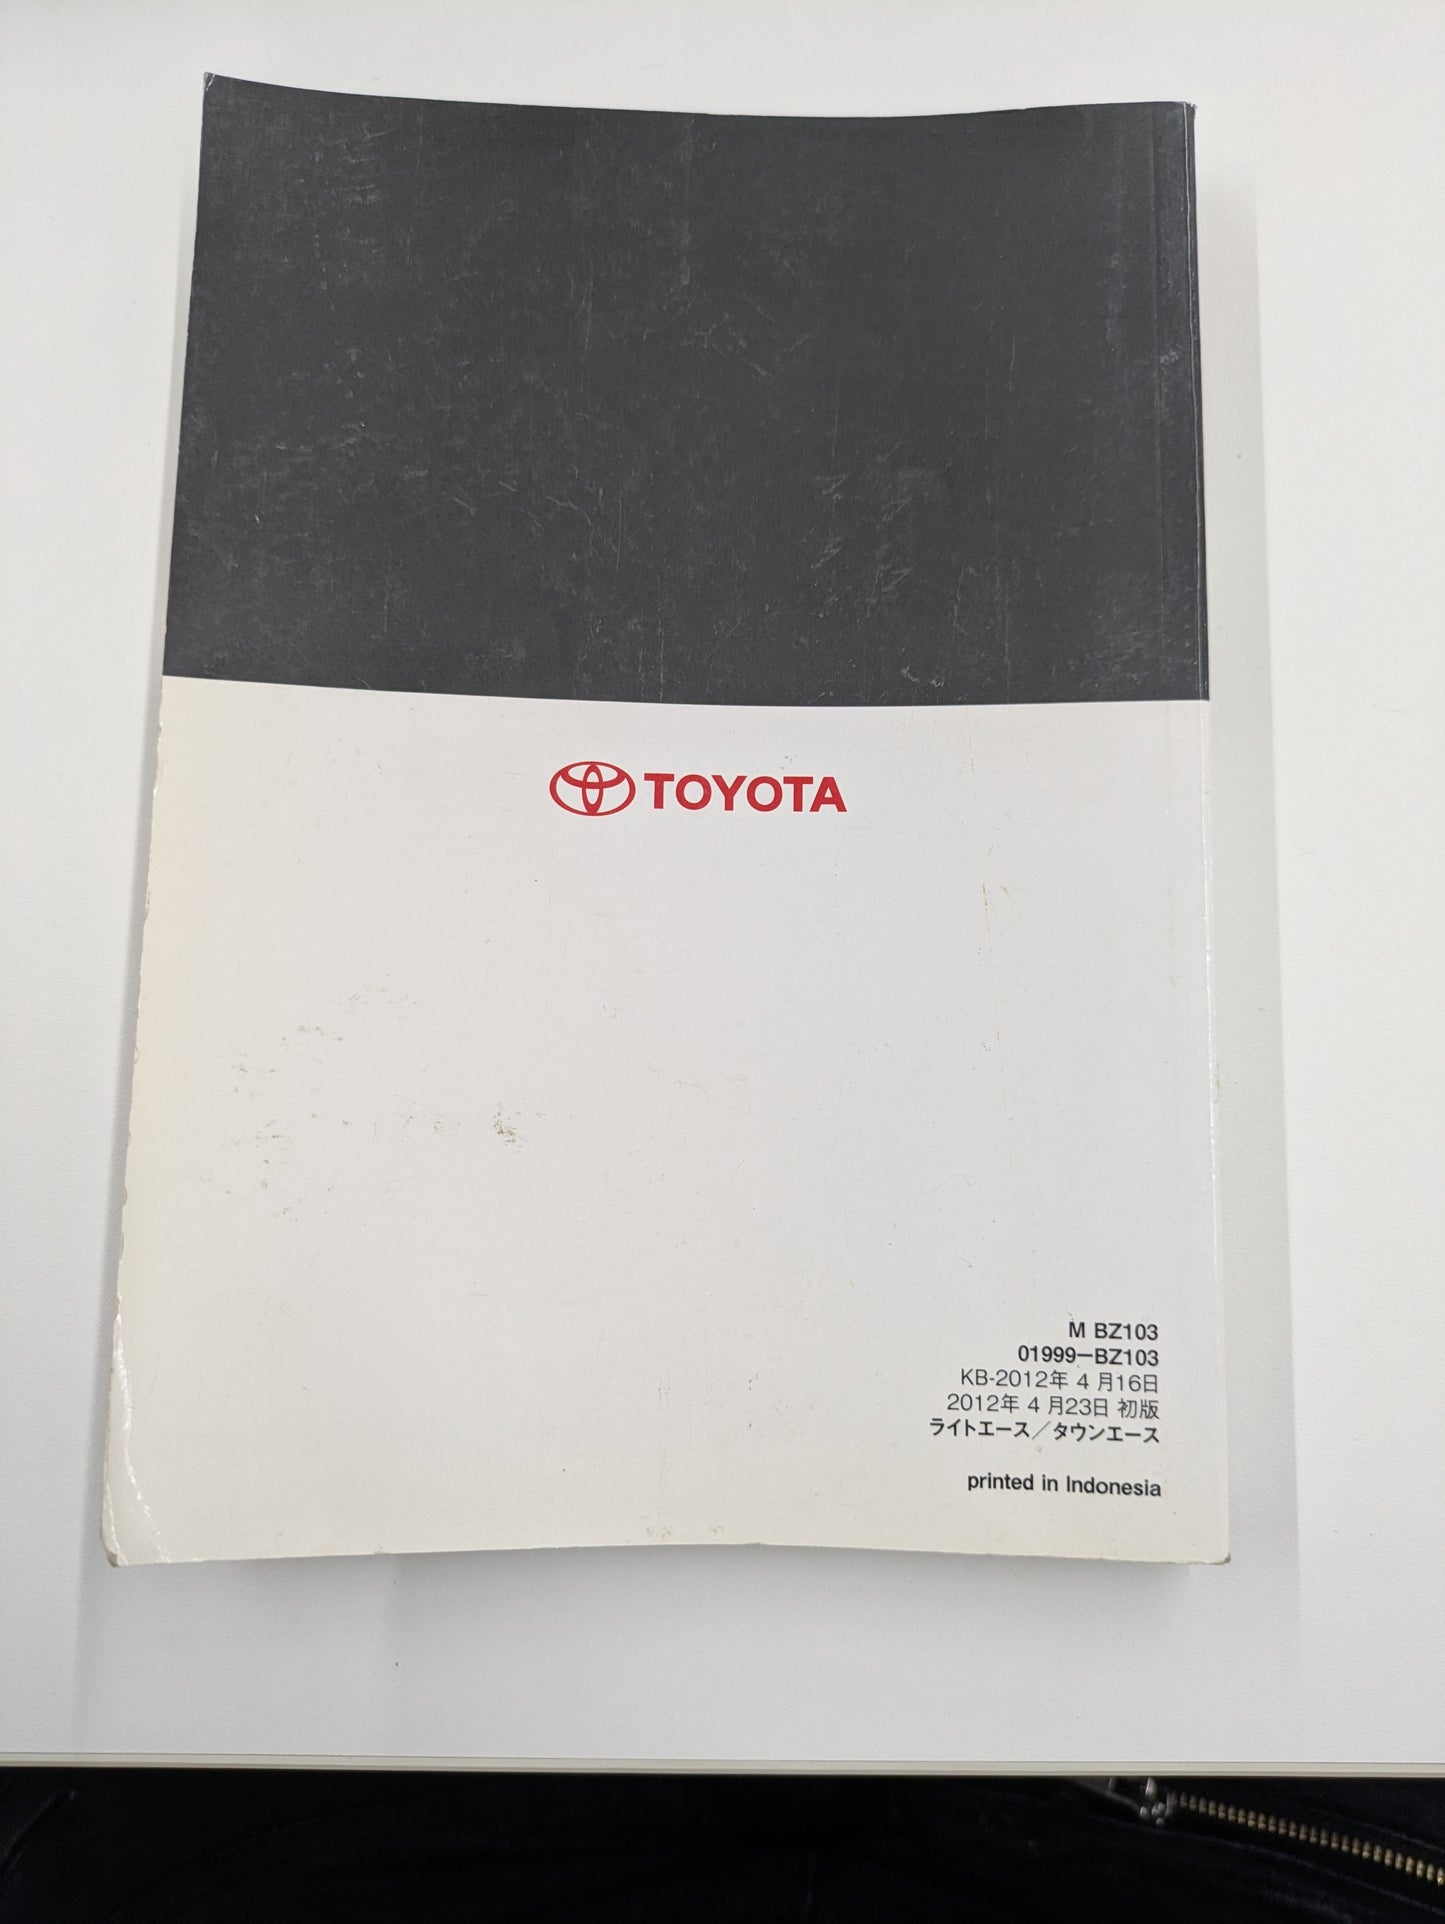 TOYOTA
M BZ103
01999−BZ103
KB-2012年 4 月16日
2012年 4 月23日 初版
ライトエース／タウンエース
printed in Indonesia